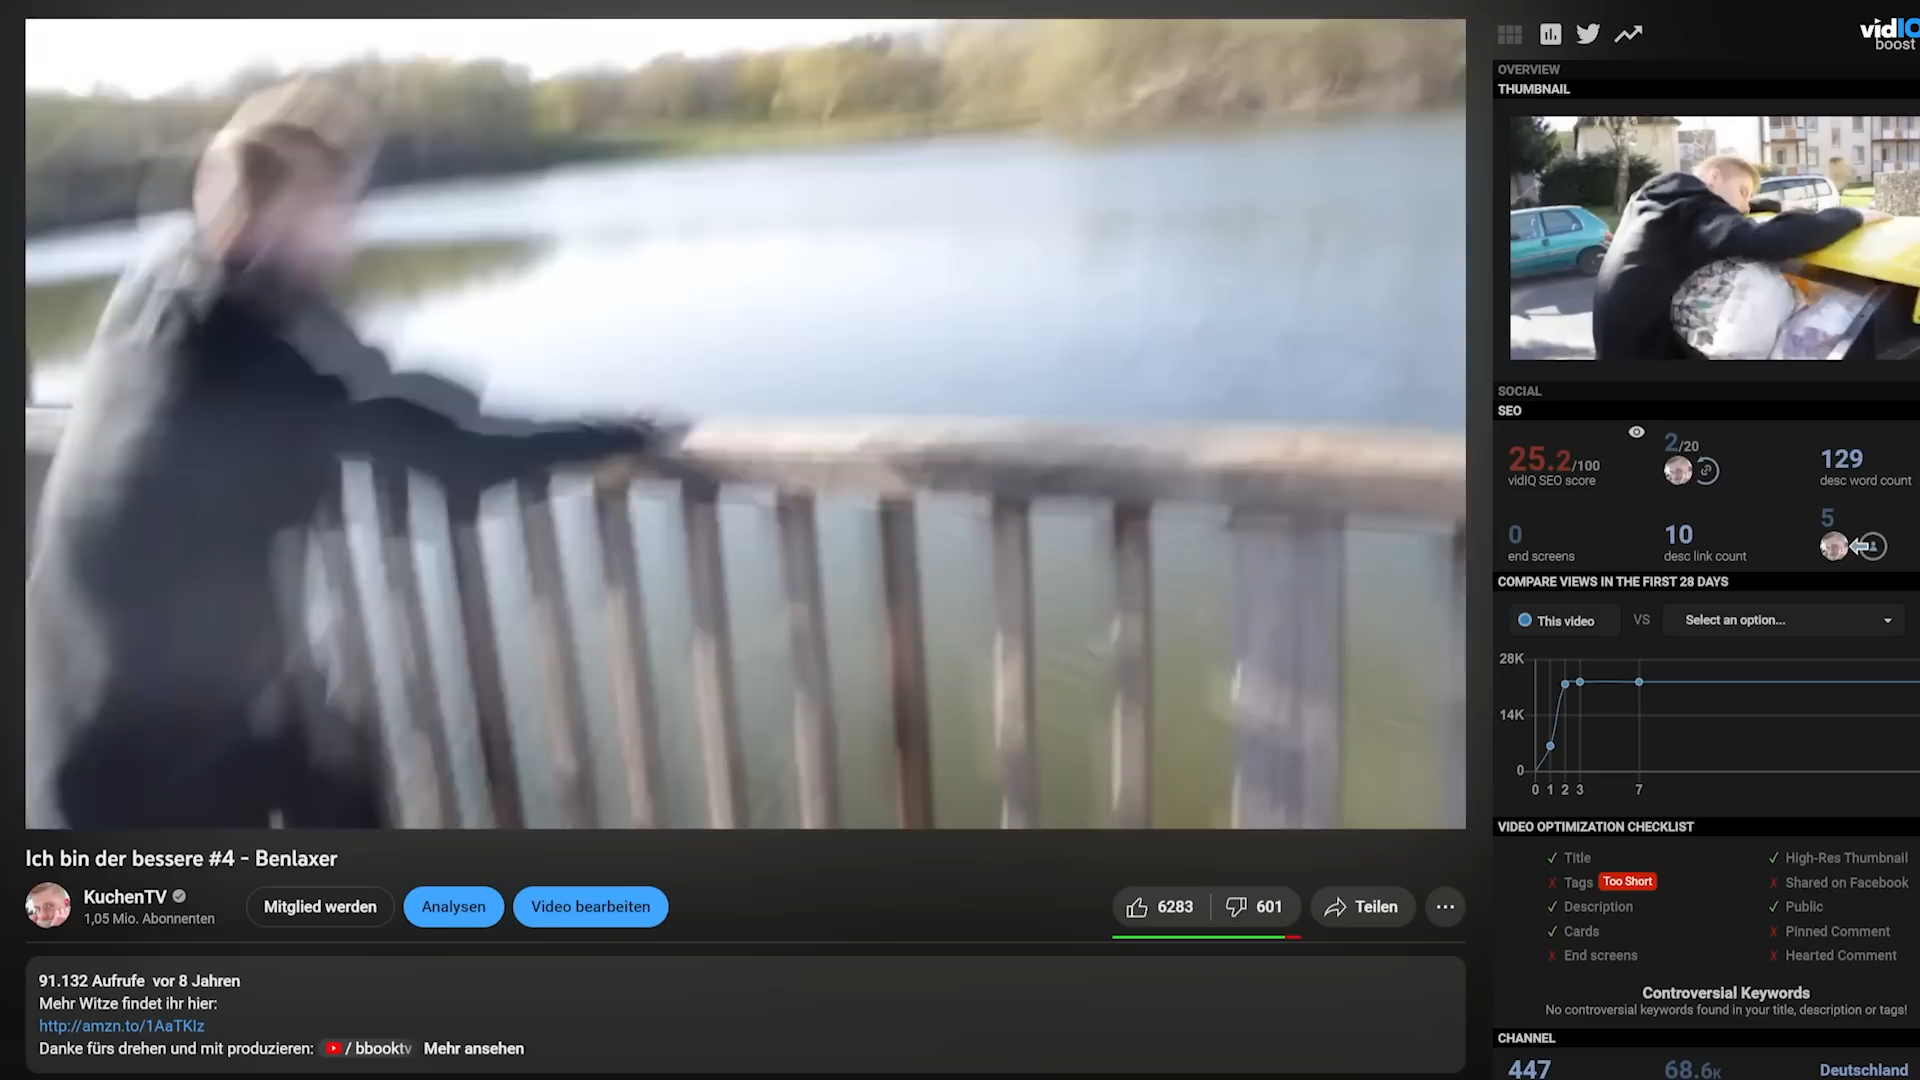 vidIQ
boost
OVERVIEW
THUMBNAIL
SOCIAL
SEO
25.2/100
vidIQ SEO score
2/20
129
desc word count
0
end screens
10
desc link count
5
COMPARE VIEWS IN THE FIRST 28 DAYS
This video
VS
Select an option...
28K
14K
0
0 1 2 3 7
VIDEO OPTIMIZATION CHECKLIST
✓ Title
✓ High-Res Thumbnail
✗ Tags Too Short
✗ Shared on Facebook
✓ Description
✓ Public
✓ Cards
✗ Pinned Comment
✗ End screens
✗ Hearted Comment
Controversial Keywords
No controversial keywords found in your title, description or tags!
CHANNEL
447
68.6K
Deutschland
Ich bin der bessere #4 - Benlaxer
KuchenTV
1,05 Mio. Abonnenten
Mitglied werden
Analysen
Video bearbeiten
6283
601
Teilen
91.132 Aufrufe vor 8 Jahren
Mehr Witze findet ihr hier:
http://amzn.to/1AaTKIz
Danke fürs drehen und mit produzieren: / bbooktv Mehr ansehen